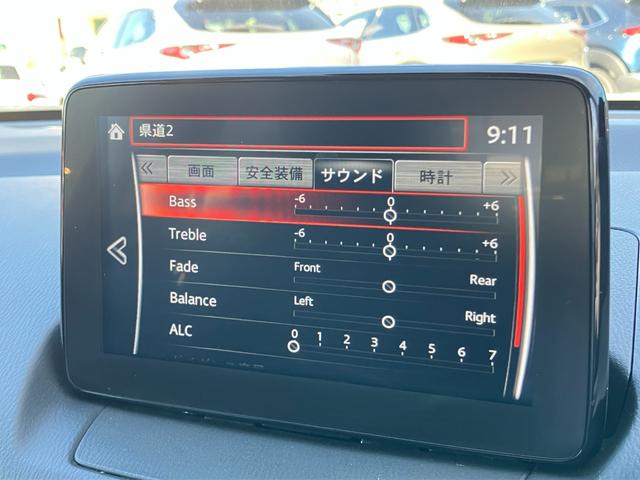 県道2 9:11
画面 安全装備 サウンド 時計
Bass -6 0 +6
Treble -6 0 +6
Fade Front Rear
Balance Left Right
ALC 0 1 2 3 4 5 6 7